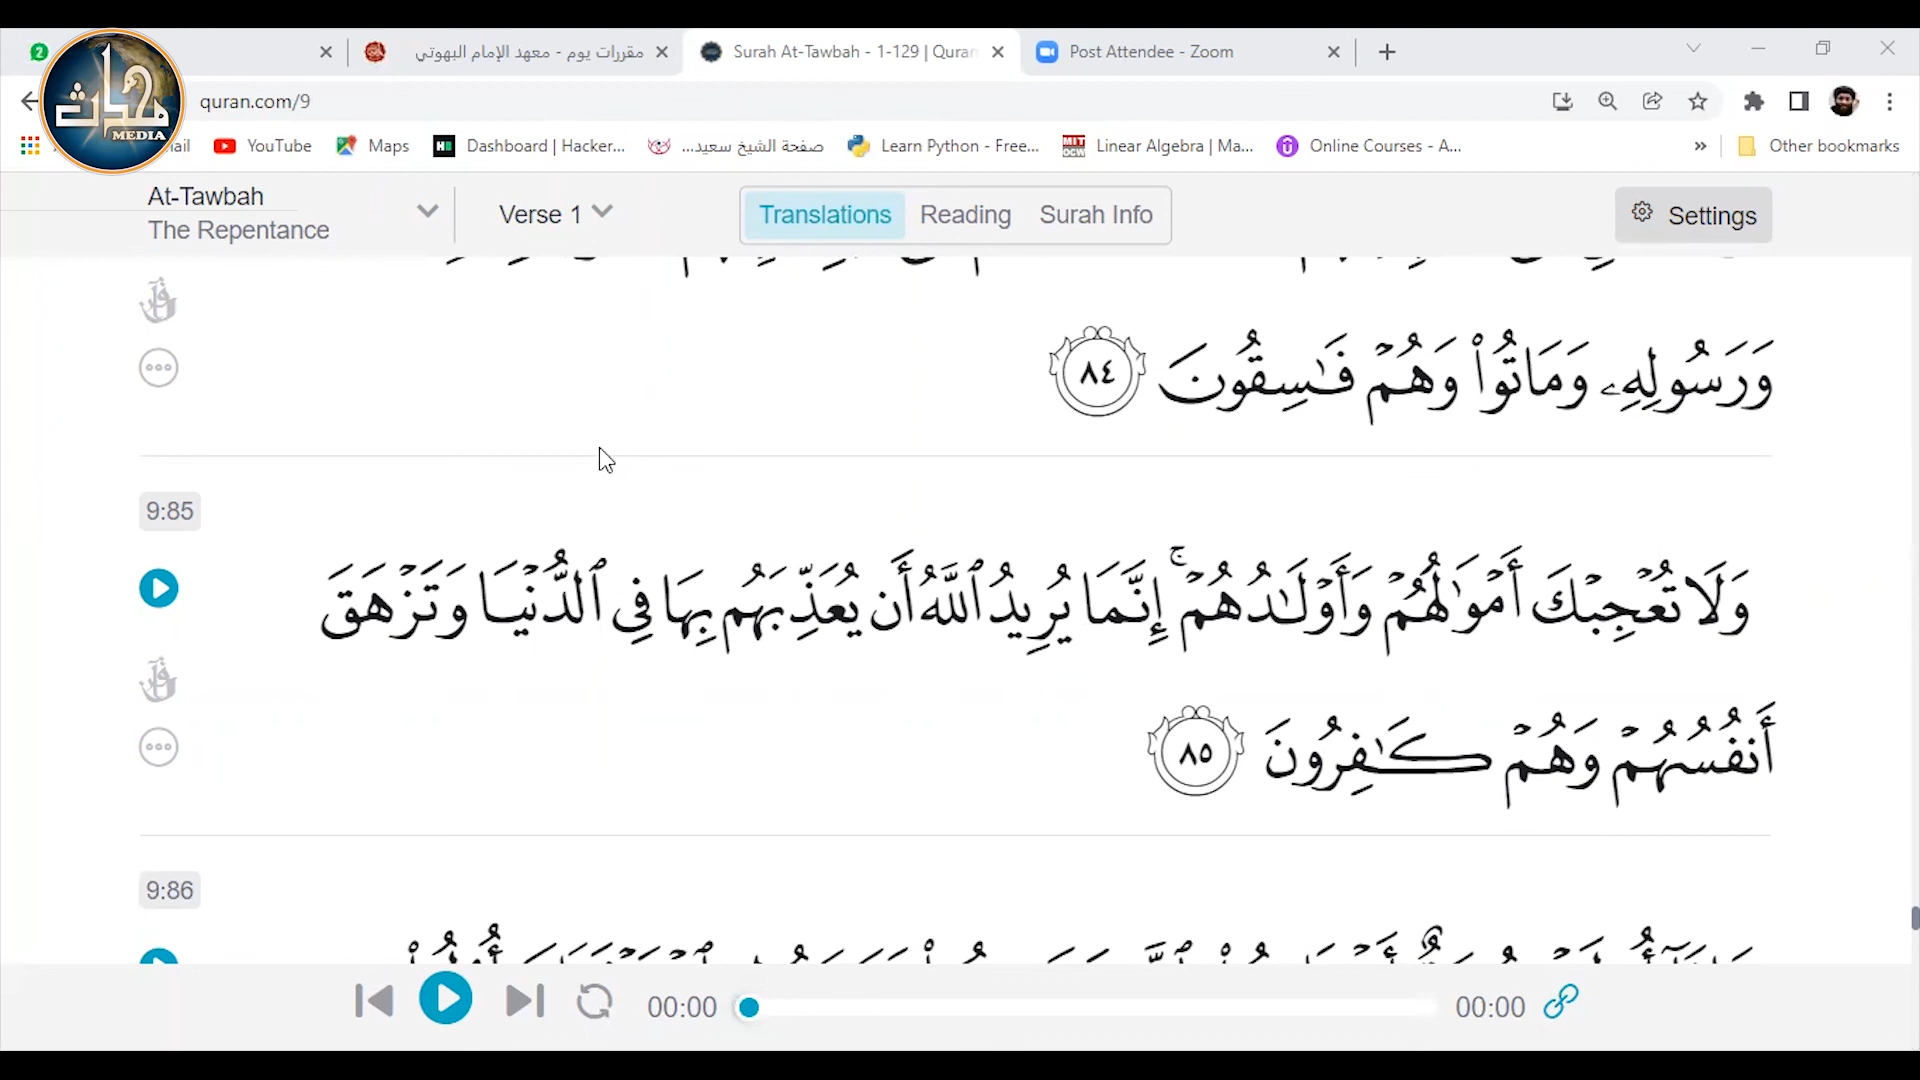 2
مقررات يوم - معهد الإمام البهوتي
Surah At-Tawbah - 1-129 | Quran
Post Attendee - Zoom
MEDIA
quran.com/9
YouTube
Maps
Dashboard | Hacker...
صفحة الشيخ سعيد...
Learn Python - Free...
MIT OCW
Linear Algebra | Ma...
Online Courses - A...
Other bookmarks
At-Tawbah
The Repentance
Verse 1
Translations
Reading
Surah Info
Settings
وَرَسُولِهِۦ وَمَاتُوا۟ وَهُمْ فَـٰسِقُونَ ٨٤
9:85
وَلَا تُعْجِبْكَ أَمْوَٰلُهُمْ وَأَوْلَـٰدُهُمْ ۚ إِنَّمَا يُرِيدُ ٱللَّهُ أَن يُعَذِّبَهُم بِهَا فِى ٱلدُّنْيَا وَتَزْهَقَ
أَنفُسُهُمْ وَهُمْ كَـٰفِرُونَ ٨٥
9:86
00:00
00:00